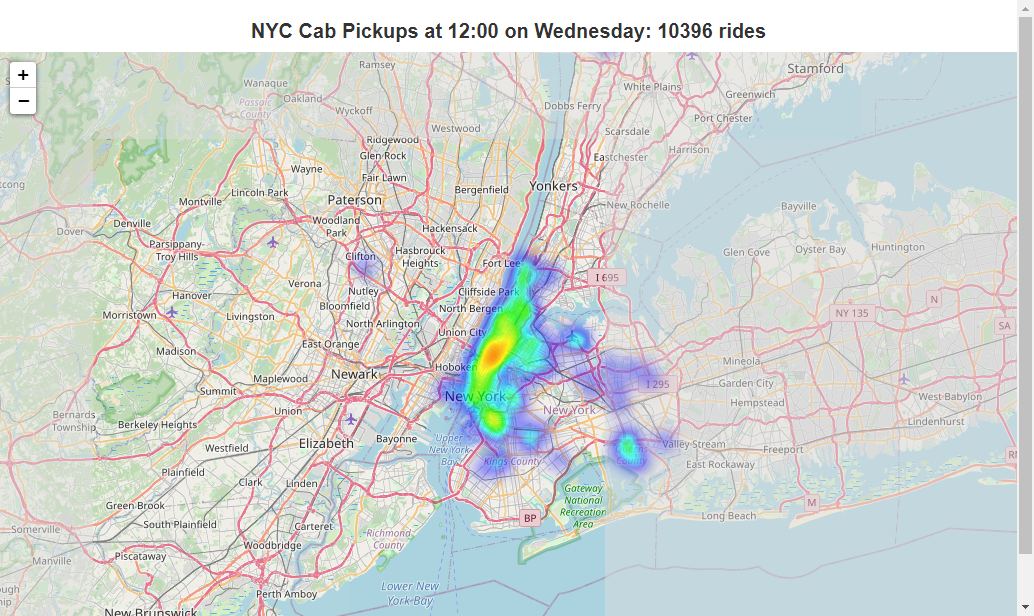 NYC Cab Pickups at 12:00 on Wednesday: 10396 rides
+
−
Ramsey
Stamford
White Plains
Wanaque
Oakland
Greenwich
Passaic
County
Wyckoff
Dobbs Ferry
Port Chester
Westwood
Scarsdale
Ridgewood
Harrison
Glen Rock
Eastchester
Wayne
Fair Lawn
tcong
Lincoln Park
Bergenfield
Yonkers
Montville
Paterson
New Rochelle
Bayville
Denville
Woodland
Park
Hackensack
Dover
Parsippany-
Troy Hills
Hasbrouck
Heights
Clifton
Glen Cove
Oyster Bay
Huntington
Fort Lee
I 695
Verona
Nutley
Cliffside Park
Hanover
N
Bloomfield
North Bergen
Morristown
Livingston
North Arlington
NY 135
SA
Union City
East Orange
Madison
Mineola
Hoboken
Newark
Maplewood
I 295
Garden City
Summit
New York
West Babylon
Hempstead
Union
New York
Bernards
Township
Berkeley Heights
Lindenhurst
Elizabeth
Bayonne
Upper
New York
Bay
Valley Stream
Freeport
Westfield
Kings County
East Rockaway
Plainfield
Clark
Linden
Gateway
National
Recreation
Area
M
Green Brook
BP
Long Beach
South Plainfield
Carteret
Somerville
Richmond
County
Woodbridge
Piscataway
Manville
Lower New
York Bay
Perth Amboy
New Brunswick